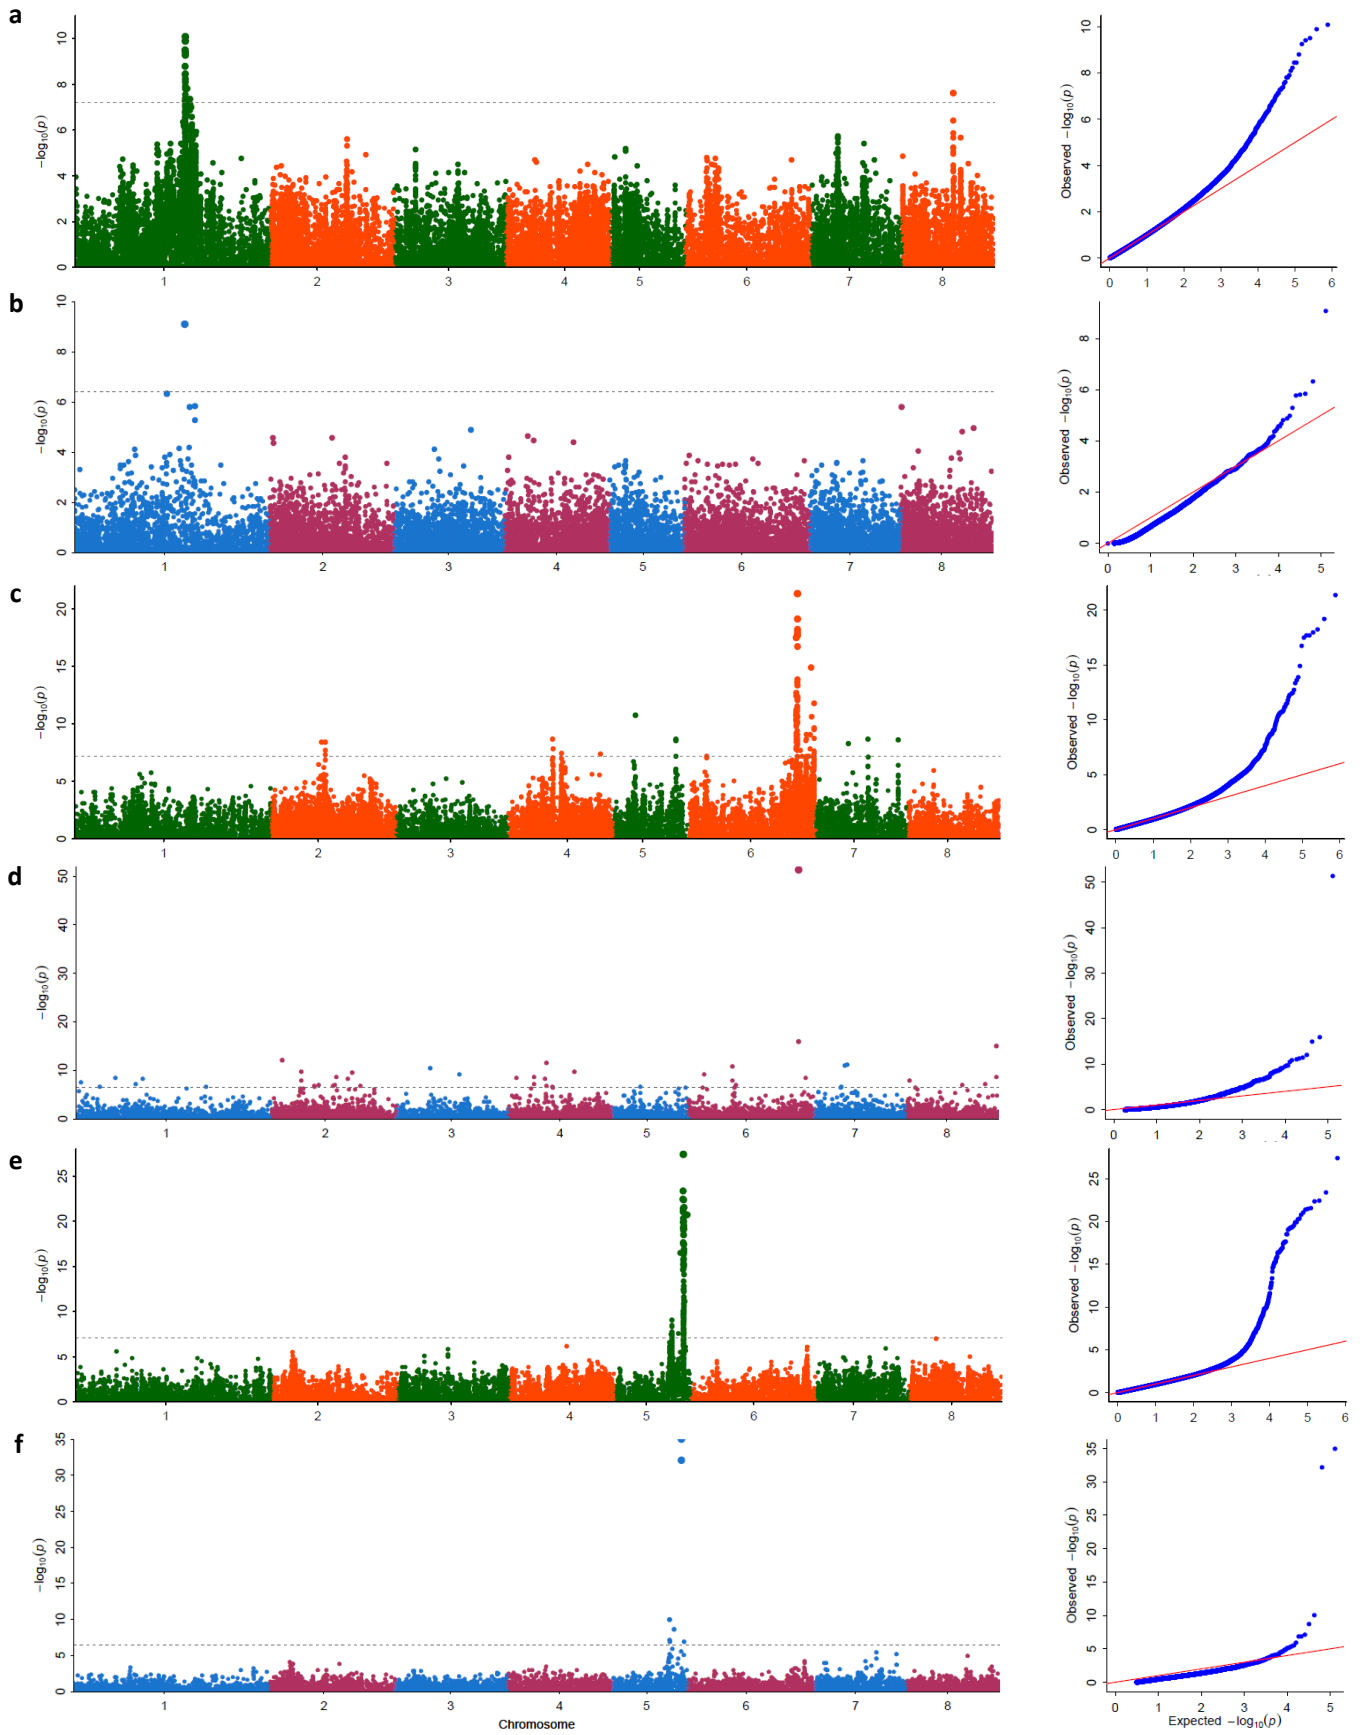 a
−log10(p)
0 2 4 6 8 10
1 2 3 4 5 6 7 8
Observed −log10(p)
0 2 4 6 8 10
0 1 2 3 4 5 6
b
−log10(p)
0 2 4 6 8 10
1 2 3 4 5 6 7 8
Observed −log10(p)
0 2 4 6 8
0 1 2 3 4 5
c
−log10(p)
0 5 10 15 20
1 2 3 4 5 6 7 8
Observed −log10(p)
0 5 10 15 20
0 1 2 3 4 5 6
d
−log10(p)
0 10 20 30 40 50
1 2 3 4 5 6 7 8
Observed −log10(p)
0 10 20 30 40 50
0 1 2 3 4 5
e
−log10(p)
0 5 10 15 20 25
1 2 3 4 5 6 7 8
Observed −log10(p)
0 5 10 15 20 25
0 1 2 3 4 5 6
f
−log10(p)
0 5 10 15 20 25 30 35
1 2 3 4 5 6 7 8
Chromosome
Observed −log10(p)
0 5 10 15 20 25 30 35
0 1 2 3 4 5
Expected −log10(p)